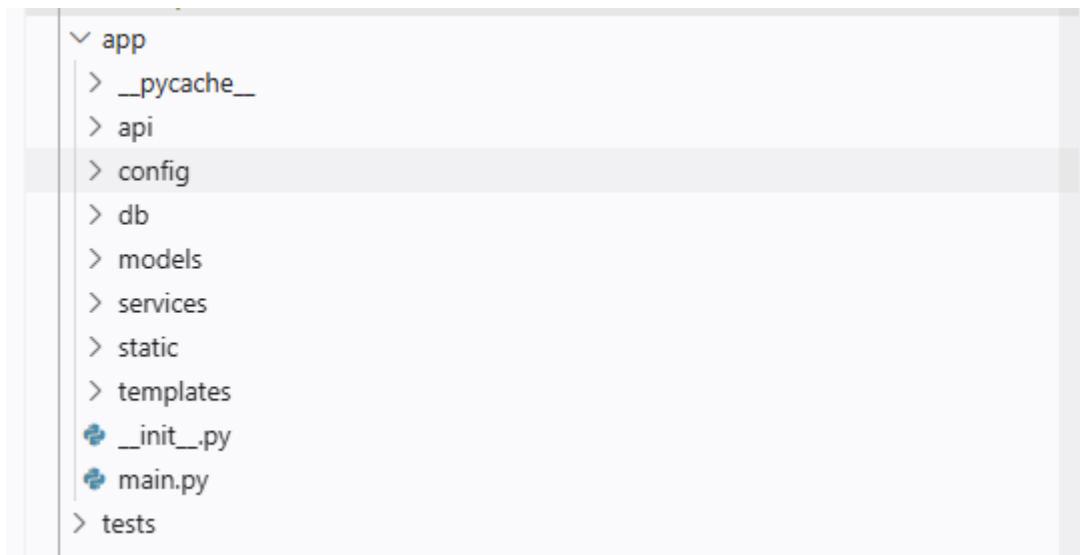 app
__pycache__
api
config
db
models
services
static
templates
__init__.py
main.py
tests